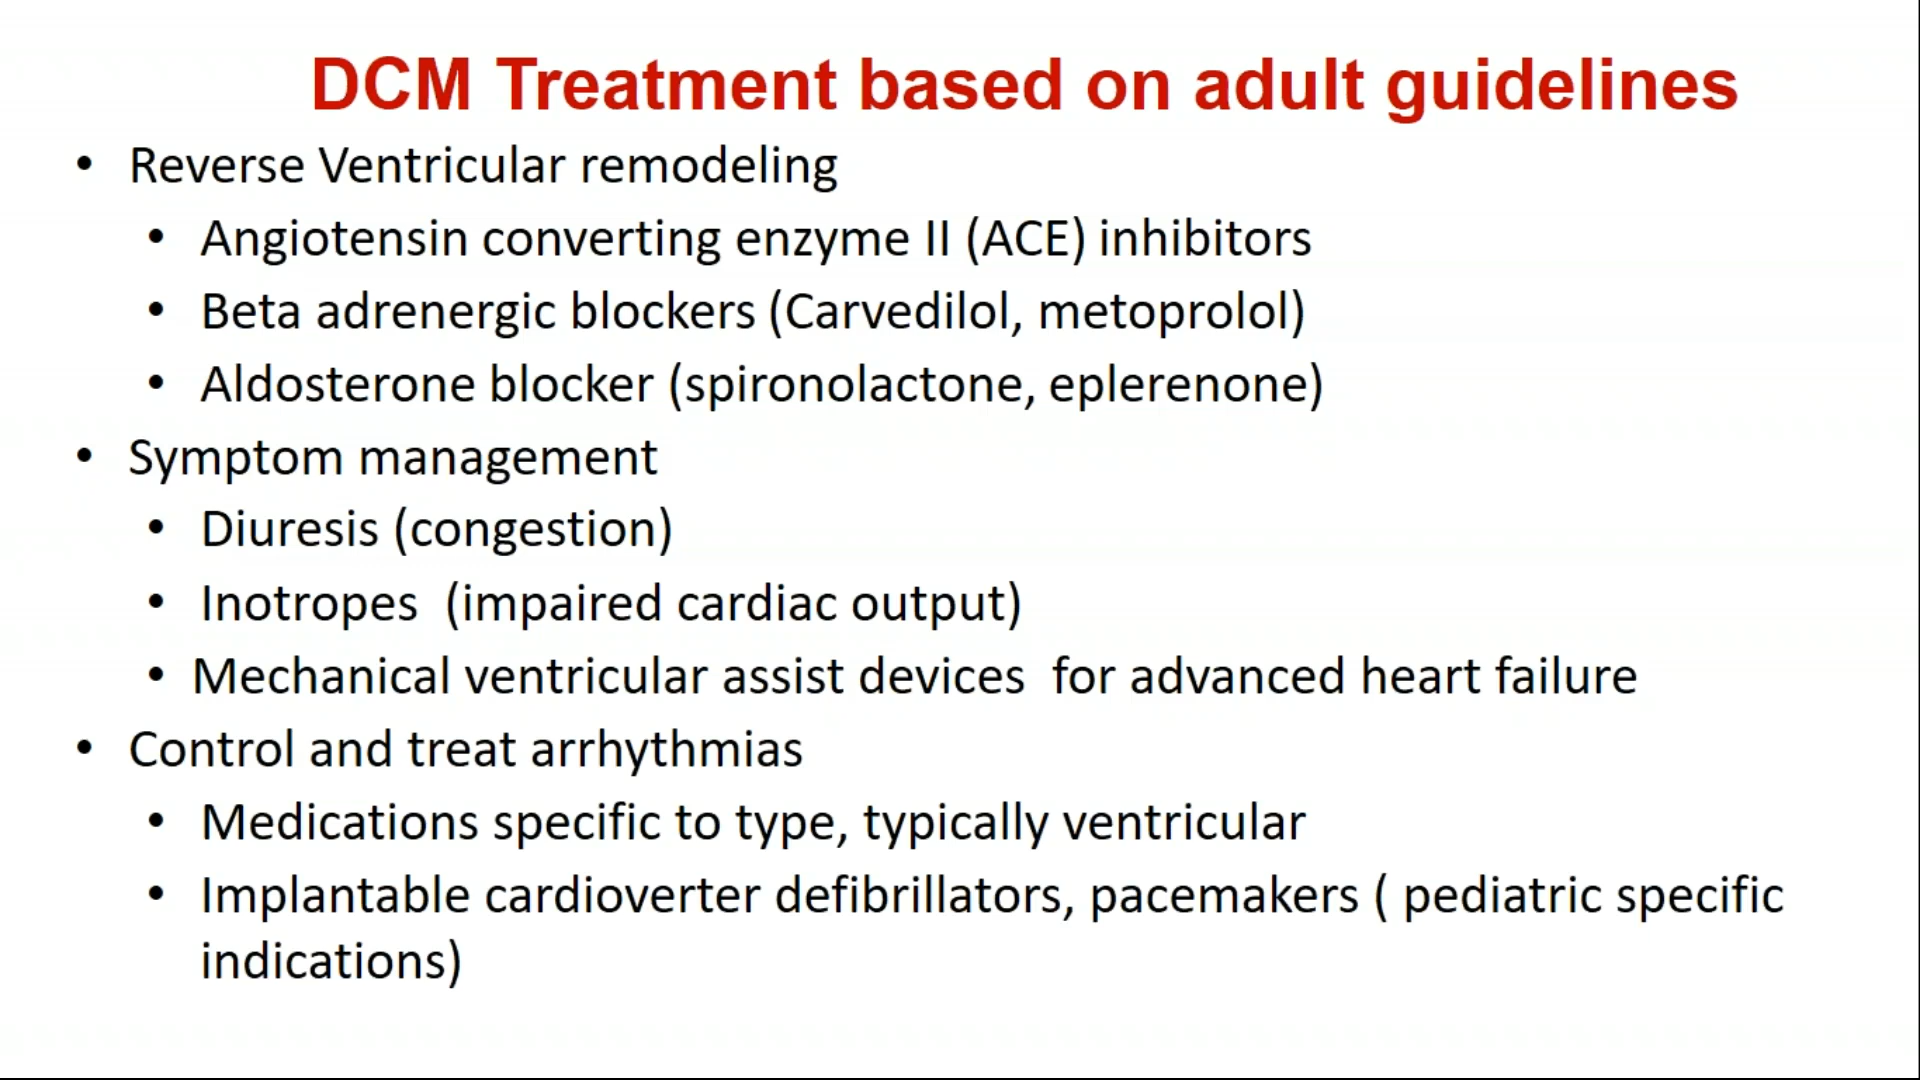 DCM Treatment based on adult guidelines
• Reverse Ventricular remodeling
• Angiotensin converting enzyme II (ACE) inhibitors
• Beta adrenergic blockers (Carvedilol, metoprolol)
• Aldosterone blocker (spironolactone, eplerenone)
• Symptom management
• Diuresis (congestion)
• Inotropes (impaired cardiac output)
• Mechanical ventricular assist devices for advanced heart failure
• Control and treat arrhythmias
• Medications specific to type, typically ventricular
• Implantable cardioverter defibrillators, pacemakers ( pediatric specific
indications)